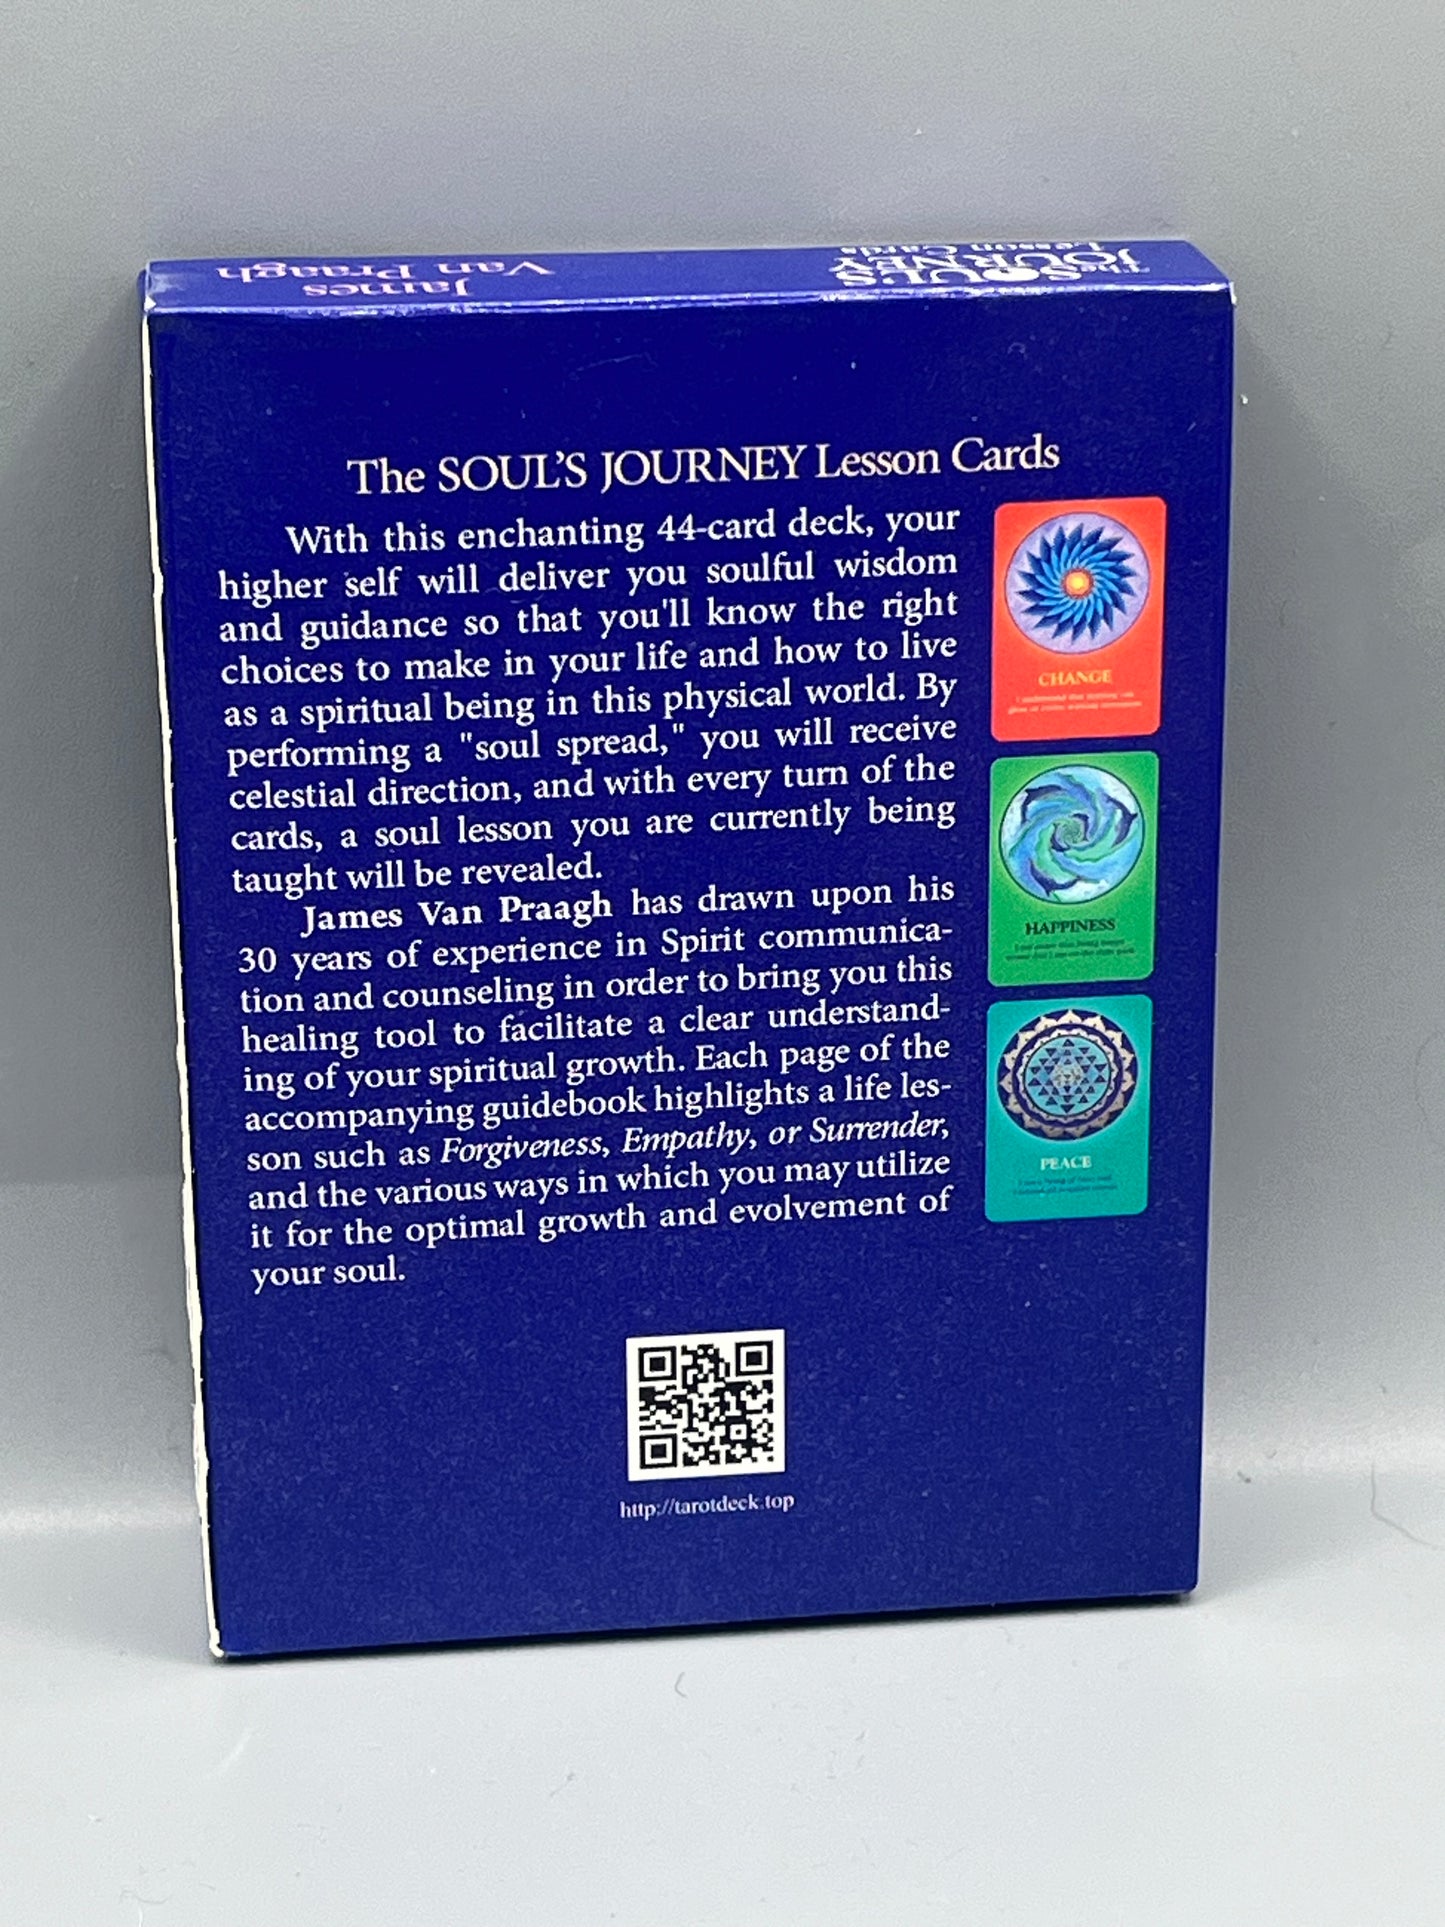 James
Van Praagh
The
SOUL'S
JOURNEY
Lesson Cards
The SOUL'S JOURNEY Lesson Cards
With this enchanting 44-card deck, your
higher self will deliver you soulful wisdom
and guidance so that you'll know the right
choices to make in your life and how to live
as a spiritual being in this physical world. By
performing a "soul spread," you will receive
celestial direction, and with every turn of the
cards, a soul lesson you are currently being
taught will be revealed.
James Van Praagh has drawn upon his
30 years of experience in Spirit communica-
tion and counseling in order to bring you this
healing tool to facilitate a clear understand-
ing of your spiritual growth. Each page of the
accompanying guidebook highlights a life les-
son such as Forgiveness, Empathy, or Surrender,
and the various ways in which you may utilize
it for the optimal growth and evolvement of
your soul.
CHANGE
HAPPINESS
PEACE
http://tarotdeck.top